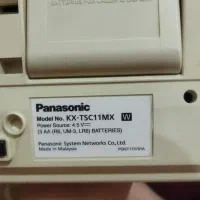 Panasonic
Model No. KX-TSC11MX W
Power Source: 4.5 V
(3 AA (R6, UM-3, LR6) BATTERIES)
Panasonic System Networks Co., Ltd.
Made in Malaysia